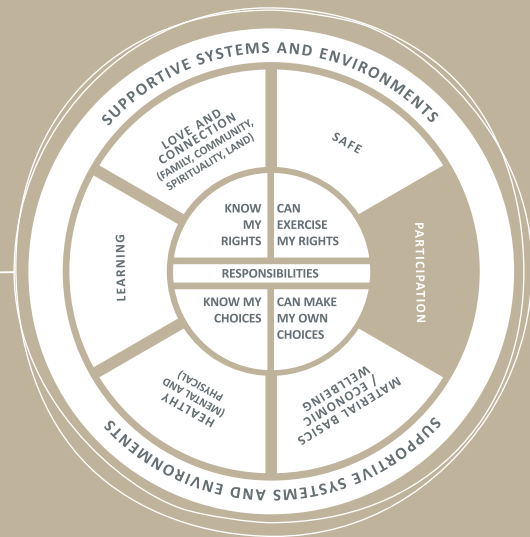 SUPPORTIVE SYSTEMS AND ENVIRONMENTS
LOVE AND
CONNECTION
(FAMILY, COMMUNITY,
SPIRITUALITY, LAND)
SAFE
KNOW
MY
RIGHTS
CAN
EXERCISE
MY RIGHTS
LEARNING
PARTICIPATION
RESPONSIBILITIES
KNOW MY
CHOICES
CAN MAKE
MY OWN
CHOICES
HEALTHY
(MENTAL AND
PHYSICAL)
MATERIAL BASICS
/ ECONOMIC
WELLBEING
SUPPORTIVE SYSTEMS AND ENVIRONMENTS